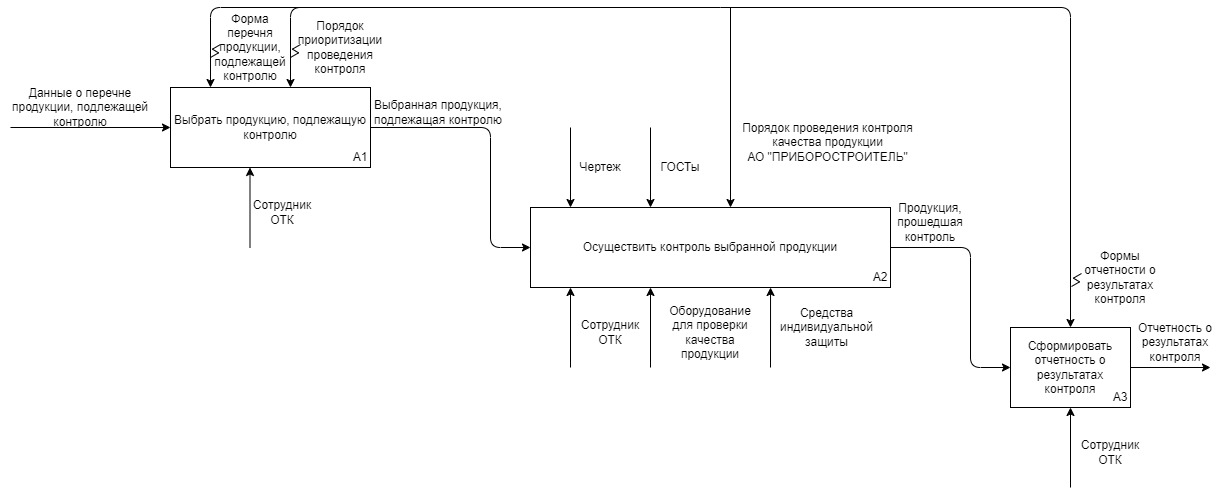 Форма
перечня
продукции,
подлежащей
контролю
Порядок
приоритизации
проведения
контроля
Данные о перечне
продукции, подлежащей
контролю
Выбрать продукцию, подлежащую
контролю
А1
Выбранная продукция,
подлежащая контролю
Сотрудник
ОТК
Чертеж
ГОСТы
Порядок проведения контроля
качества продукции
АО "ПРИБОРОСТРОИТЕЛЬ"
Осуществить контроль выбранной продукции
А2
Продукция,
прошедшая
контроль
Сотрудник
ОТК
Оборудование
для проверки
качества
продукции
Средства
индивидуальной
защиты
Формы
отчетности о
результатах
контроля
Сформировать
отчетность о
результатах
контроля
А3
Отчетность о
результатах
контроля
Сотрудник
ОТК